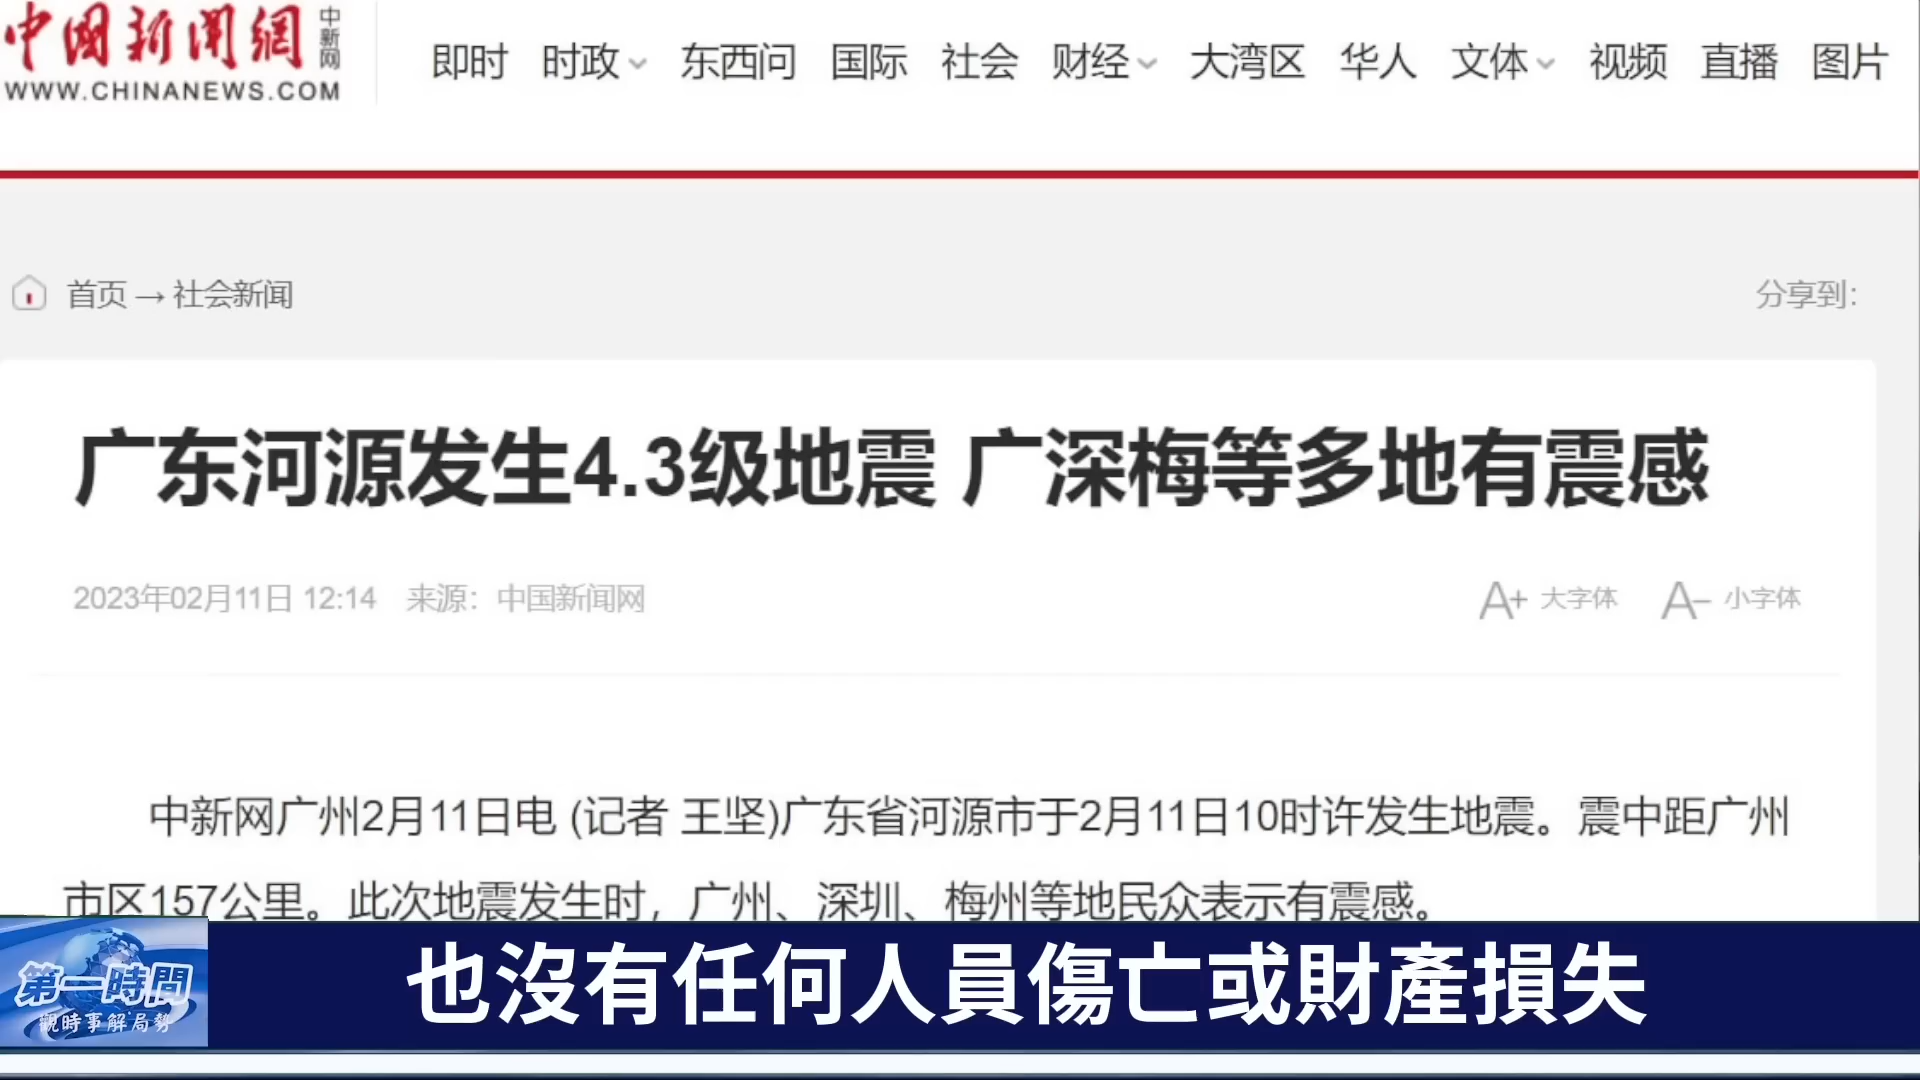 中國新聞網 中新网
WWW.CHINANEWS.COM
即时 时政 东西问 国际 社会 财经 大湾区 华人 文体 视频 直播 图片
首页 → 社会新闻 分享到:
广东河源发生4.3级地震 广深梅等多地有震感
2023年02月11日 12:14 来源：中国新闻网 A+ 大字体 A- 小字体
中新网广州2月11日电 (记者 王坚)广东省河源市于2月11日10时许发生地震。震中距广州
市区157公里。此次地震发生时，广州、深圳、梅州等地民众表示有震感。
第一時間
觀時事解局勢
也沒有任何人員傷亡或財產損失